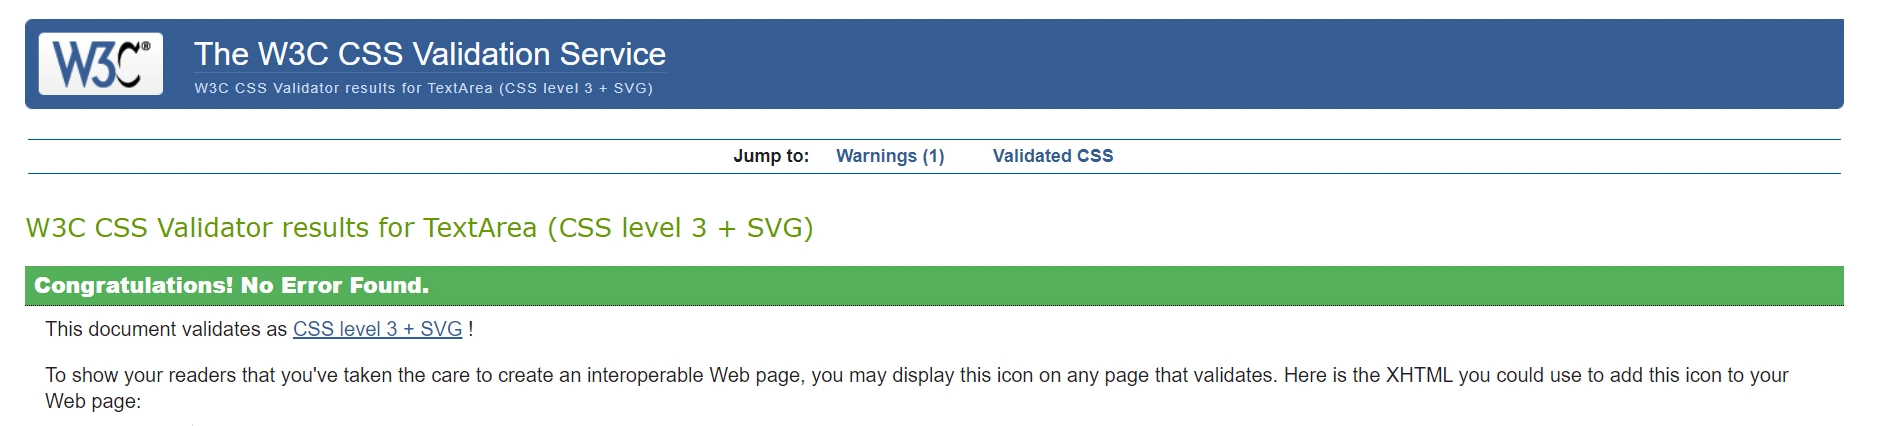 W3C®
The W3C CSS Validation Service
W3C CSS Validator results for TextArea (CSS level 3 + SVG)
Jump to: Warnings (1) Validated CSS
W3C CSS Validator results for TextArea (CSS level 3 + SVG)
Congratulations! No Error Found.
This document validates as CSS level 3 + SVG !
To show your readers that you've taken the care to create an interoperable Web page, you may display this icon on any page that validates. Here is the XHTML you could use to add this icon to your
Web page: